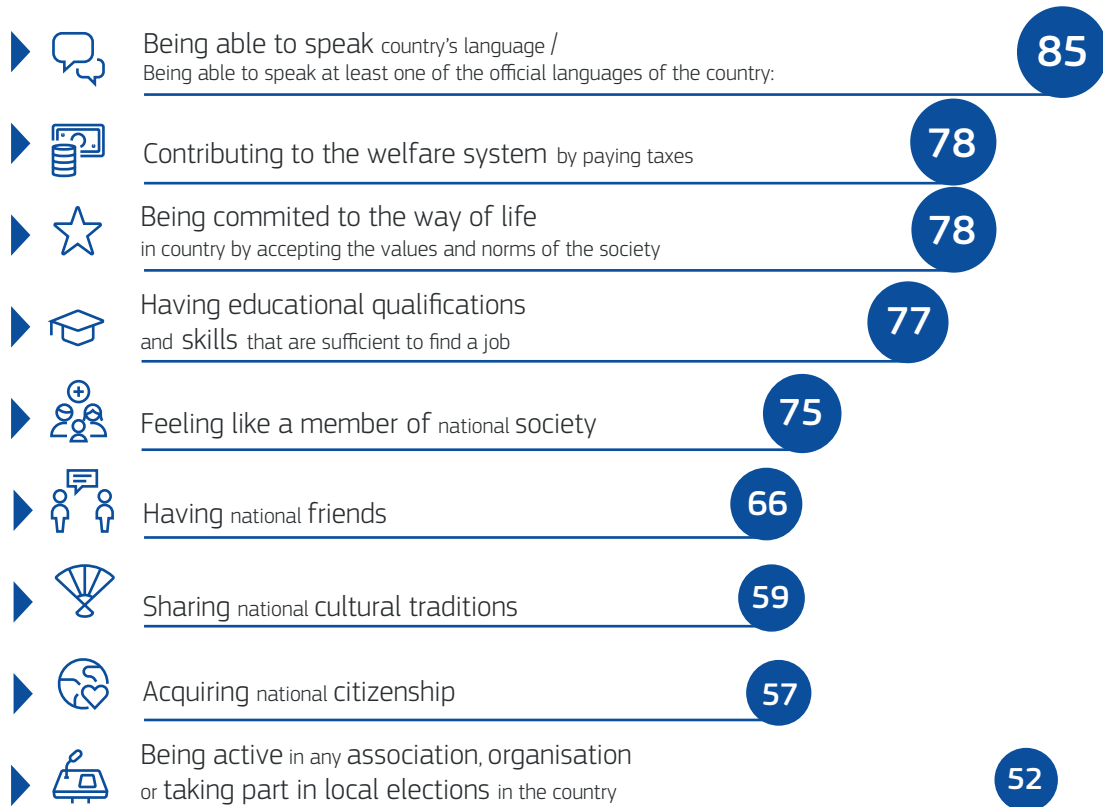 Being able to speak country's language /
Being able to speak at least one of the official languages of the country:
85
Contributing to the welfare system by paying taxes
78
Being commited to the way of life
in country by accepting the values and norms of the society
78
Having educational qualifications
and skills that are sufficient to find a job
77
Feeling like a member of national society
75
Having national friends
66
Sharing national cultural traditions
59
Acquiring national citizenship
57
Being active in any association, organisation
or taking part in local elections in the country
52